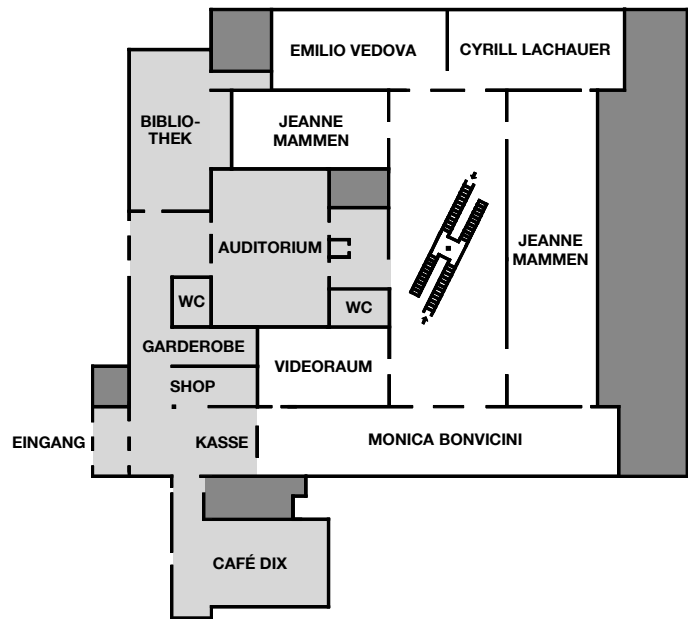 EMILIO VEDOVA
CYRILL LACHAUER
BIBLIO-
THEK
JEANNE
MAMMEN
AUDITORIUM
JEANNE
MAMMEN
WC
WC
GARDEROBE
VIDEORAUM
SHOP
EINGANG
KASSE
MONICA BONVICINI
CAFÉ DIX